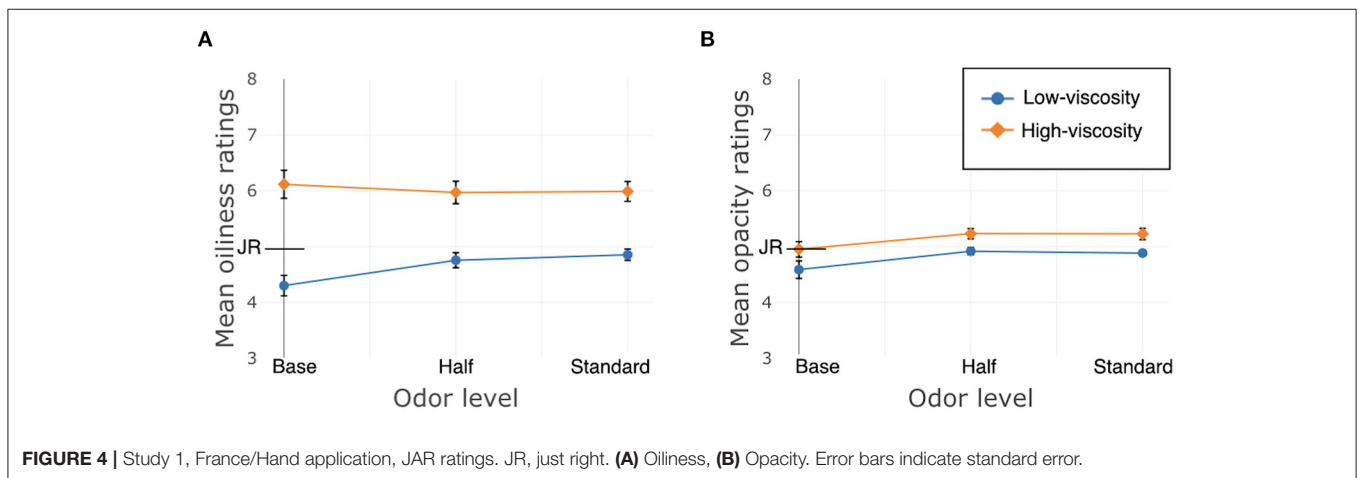 A
B
8
7
6
JR
4
3
Mean oiliness ratings
Base Half Standard
Odor level
8
7
6
JR
4
3
Mean opacity ratings
Base Half Standard
Odor level
Low-viscosity
High-viscosity
FIGURE 4 | Study 1, France/Hand application, JAR ratings. JR, just right. (A) Oiliness, (B) Opacity. Error bars indicate standard error.